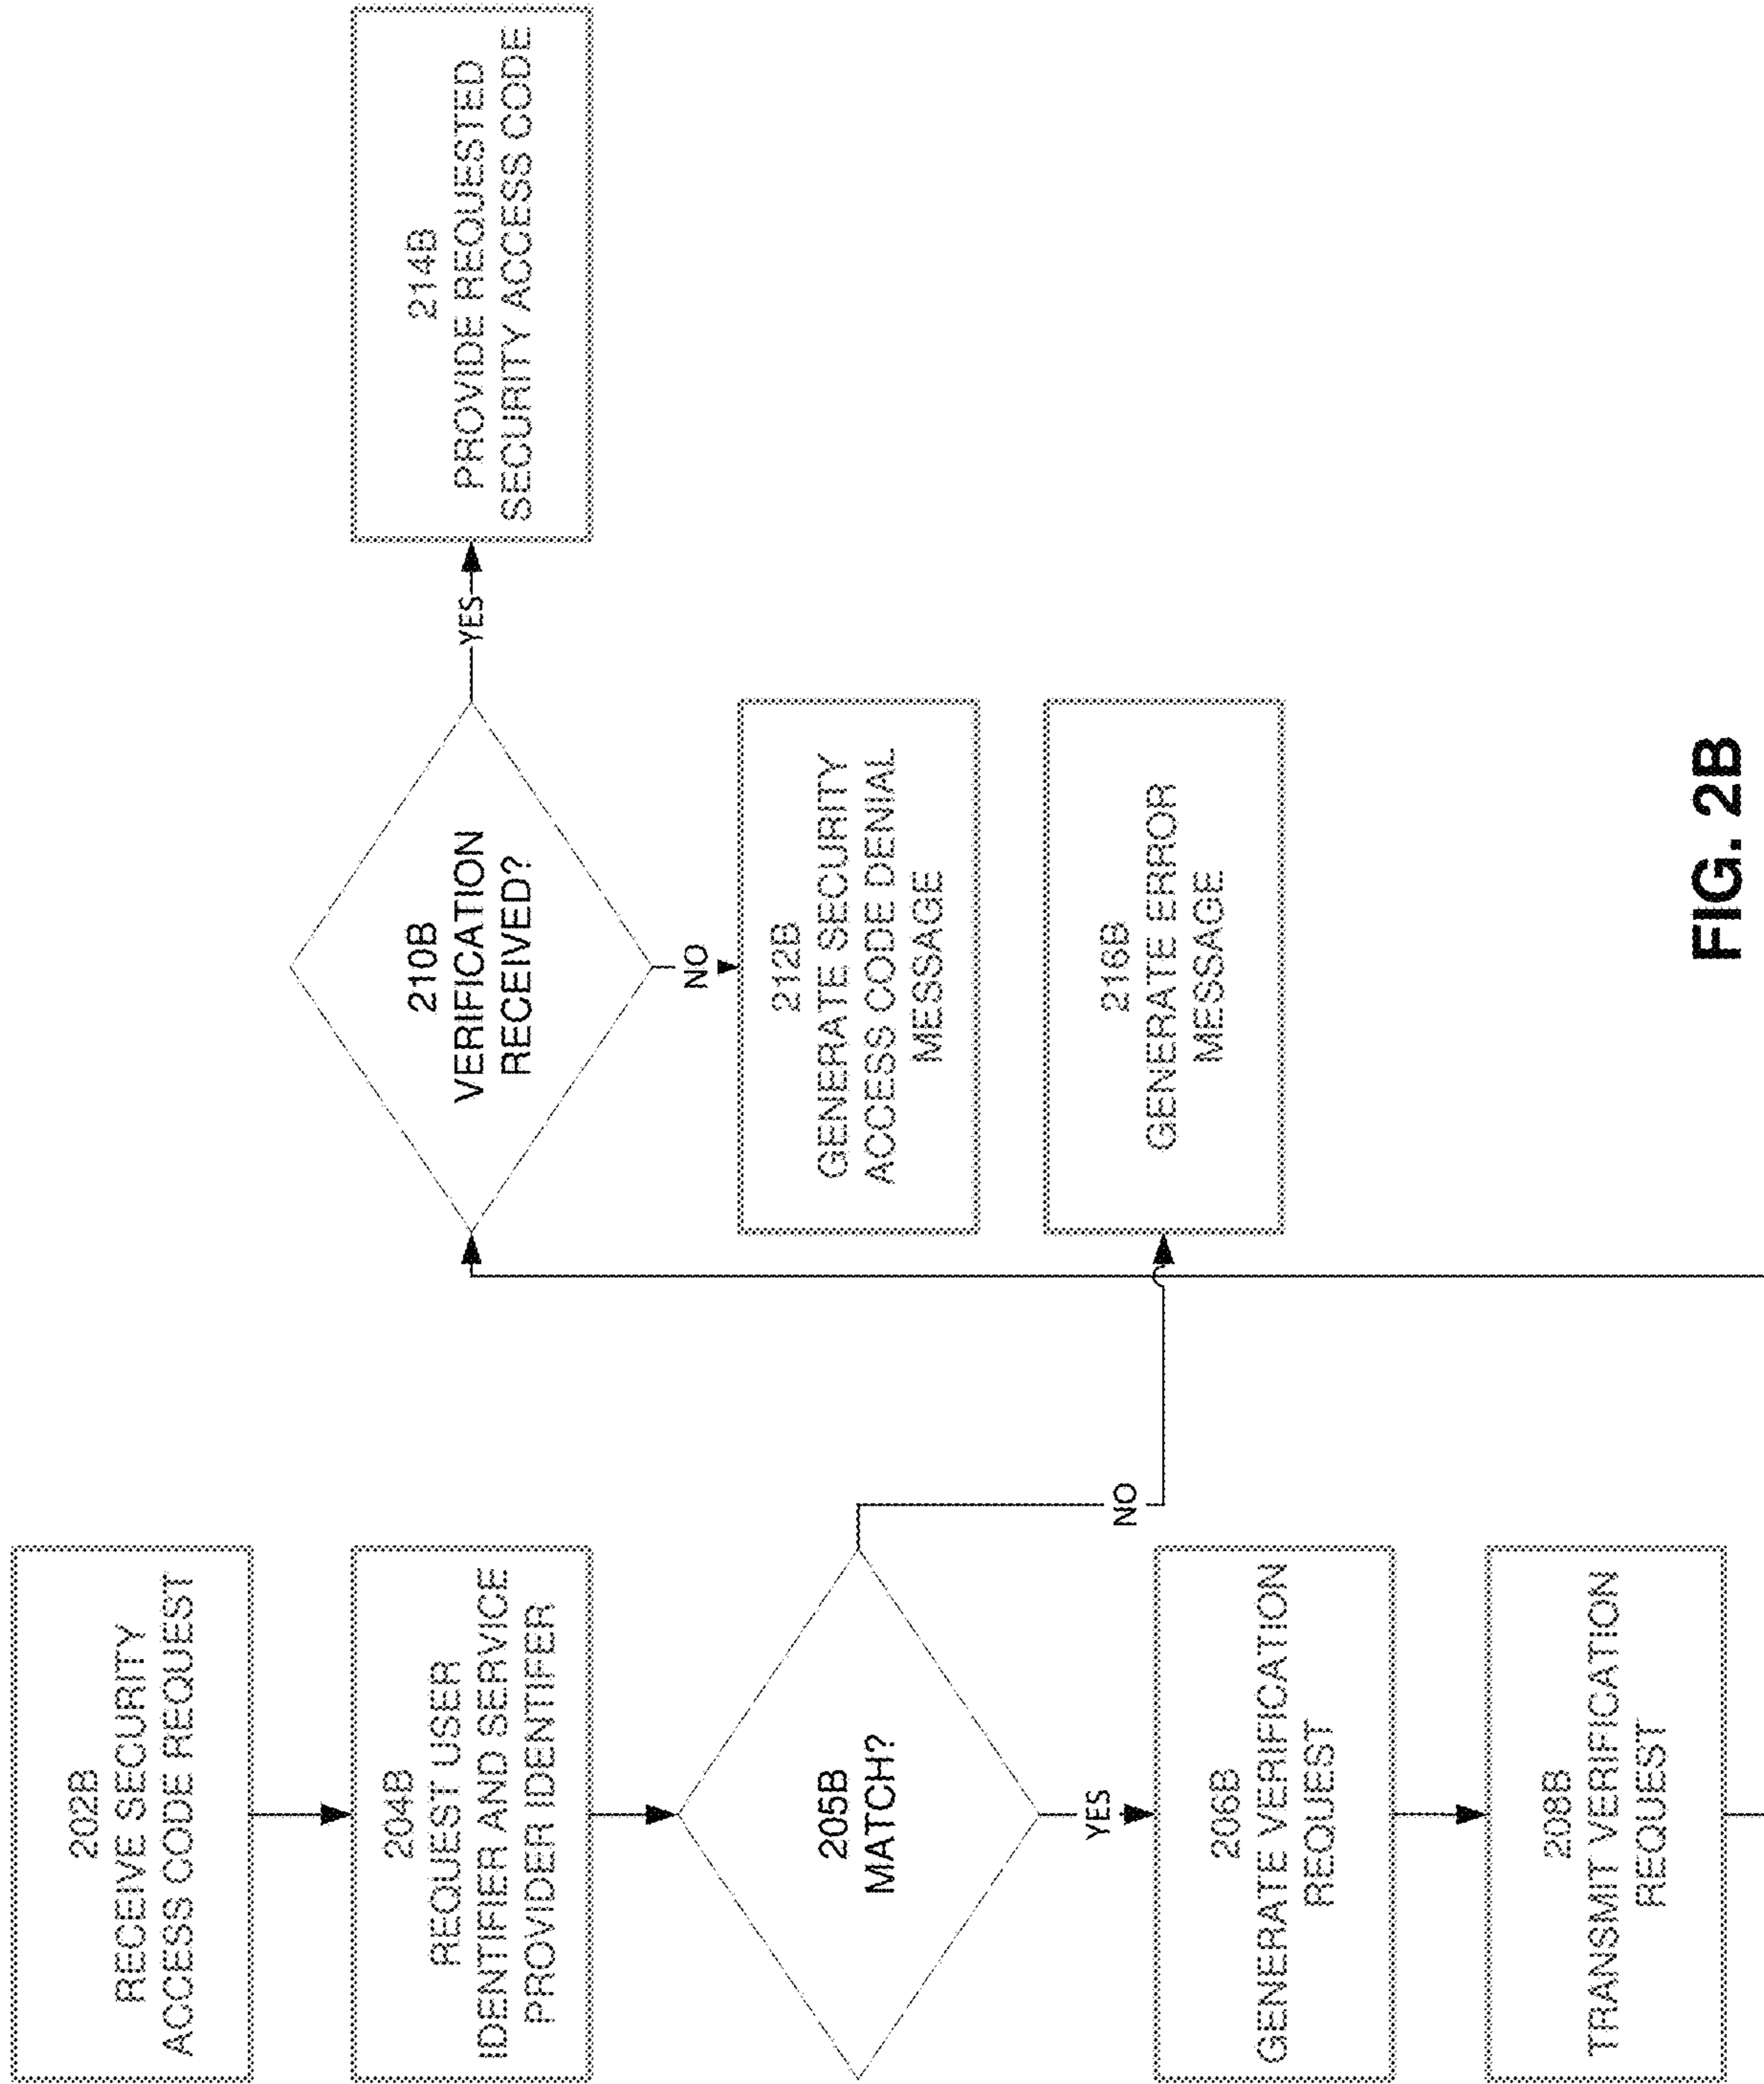 202B
RECEIVE SECURITY
ACCESS CODE REQUEST
204B
REQUEST USER
IDENTIFIER AND SERVICE
PROVIDER IDENTIFER
205B
MATCH?
YES
NO
206B
GENERATE VERIFICATION
REQUEST
208B
TRANSMIT VERIFICATION
REQUEST
210B
VERIFICATION
RECEIVED?
YES
NO
212B
GENERATE SECURITY
ACCESS CODE DENIAL
MESSAGE
216B
GENERATE ERROR
MESSAGE
214B
PROVIDE REQUESTED
SECURITY ACCESS CODE
FIG. 2B